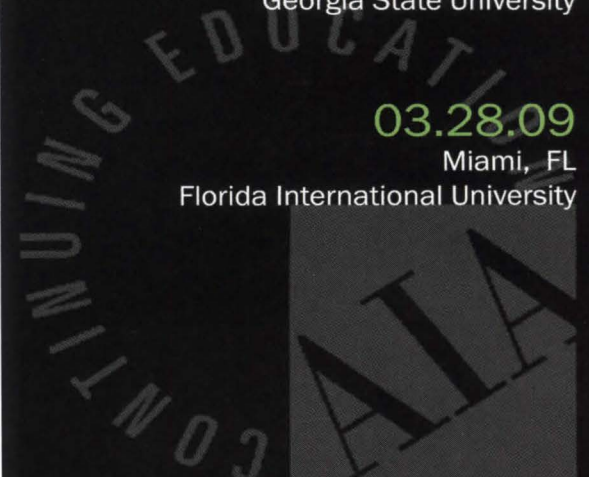 Georgia State University
03.28.09
Miami, FL
Florida International University
CONTINUING EDUCATION
AIA